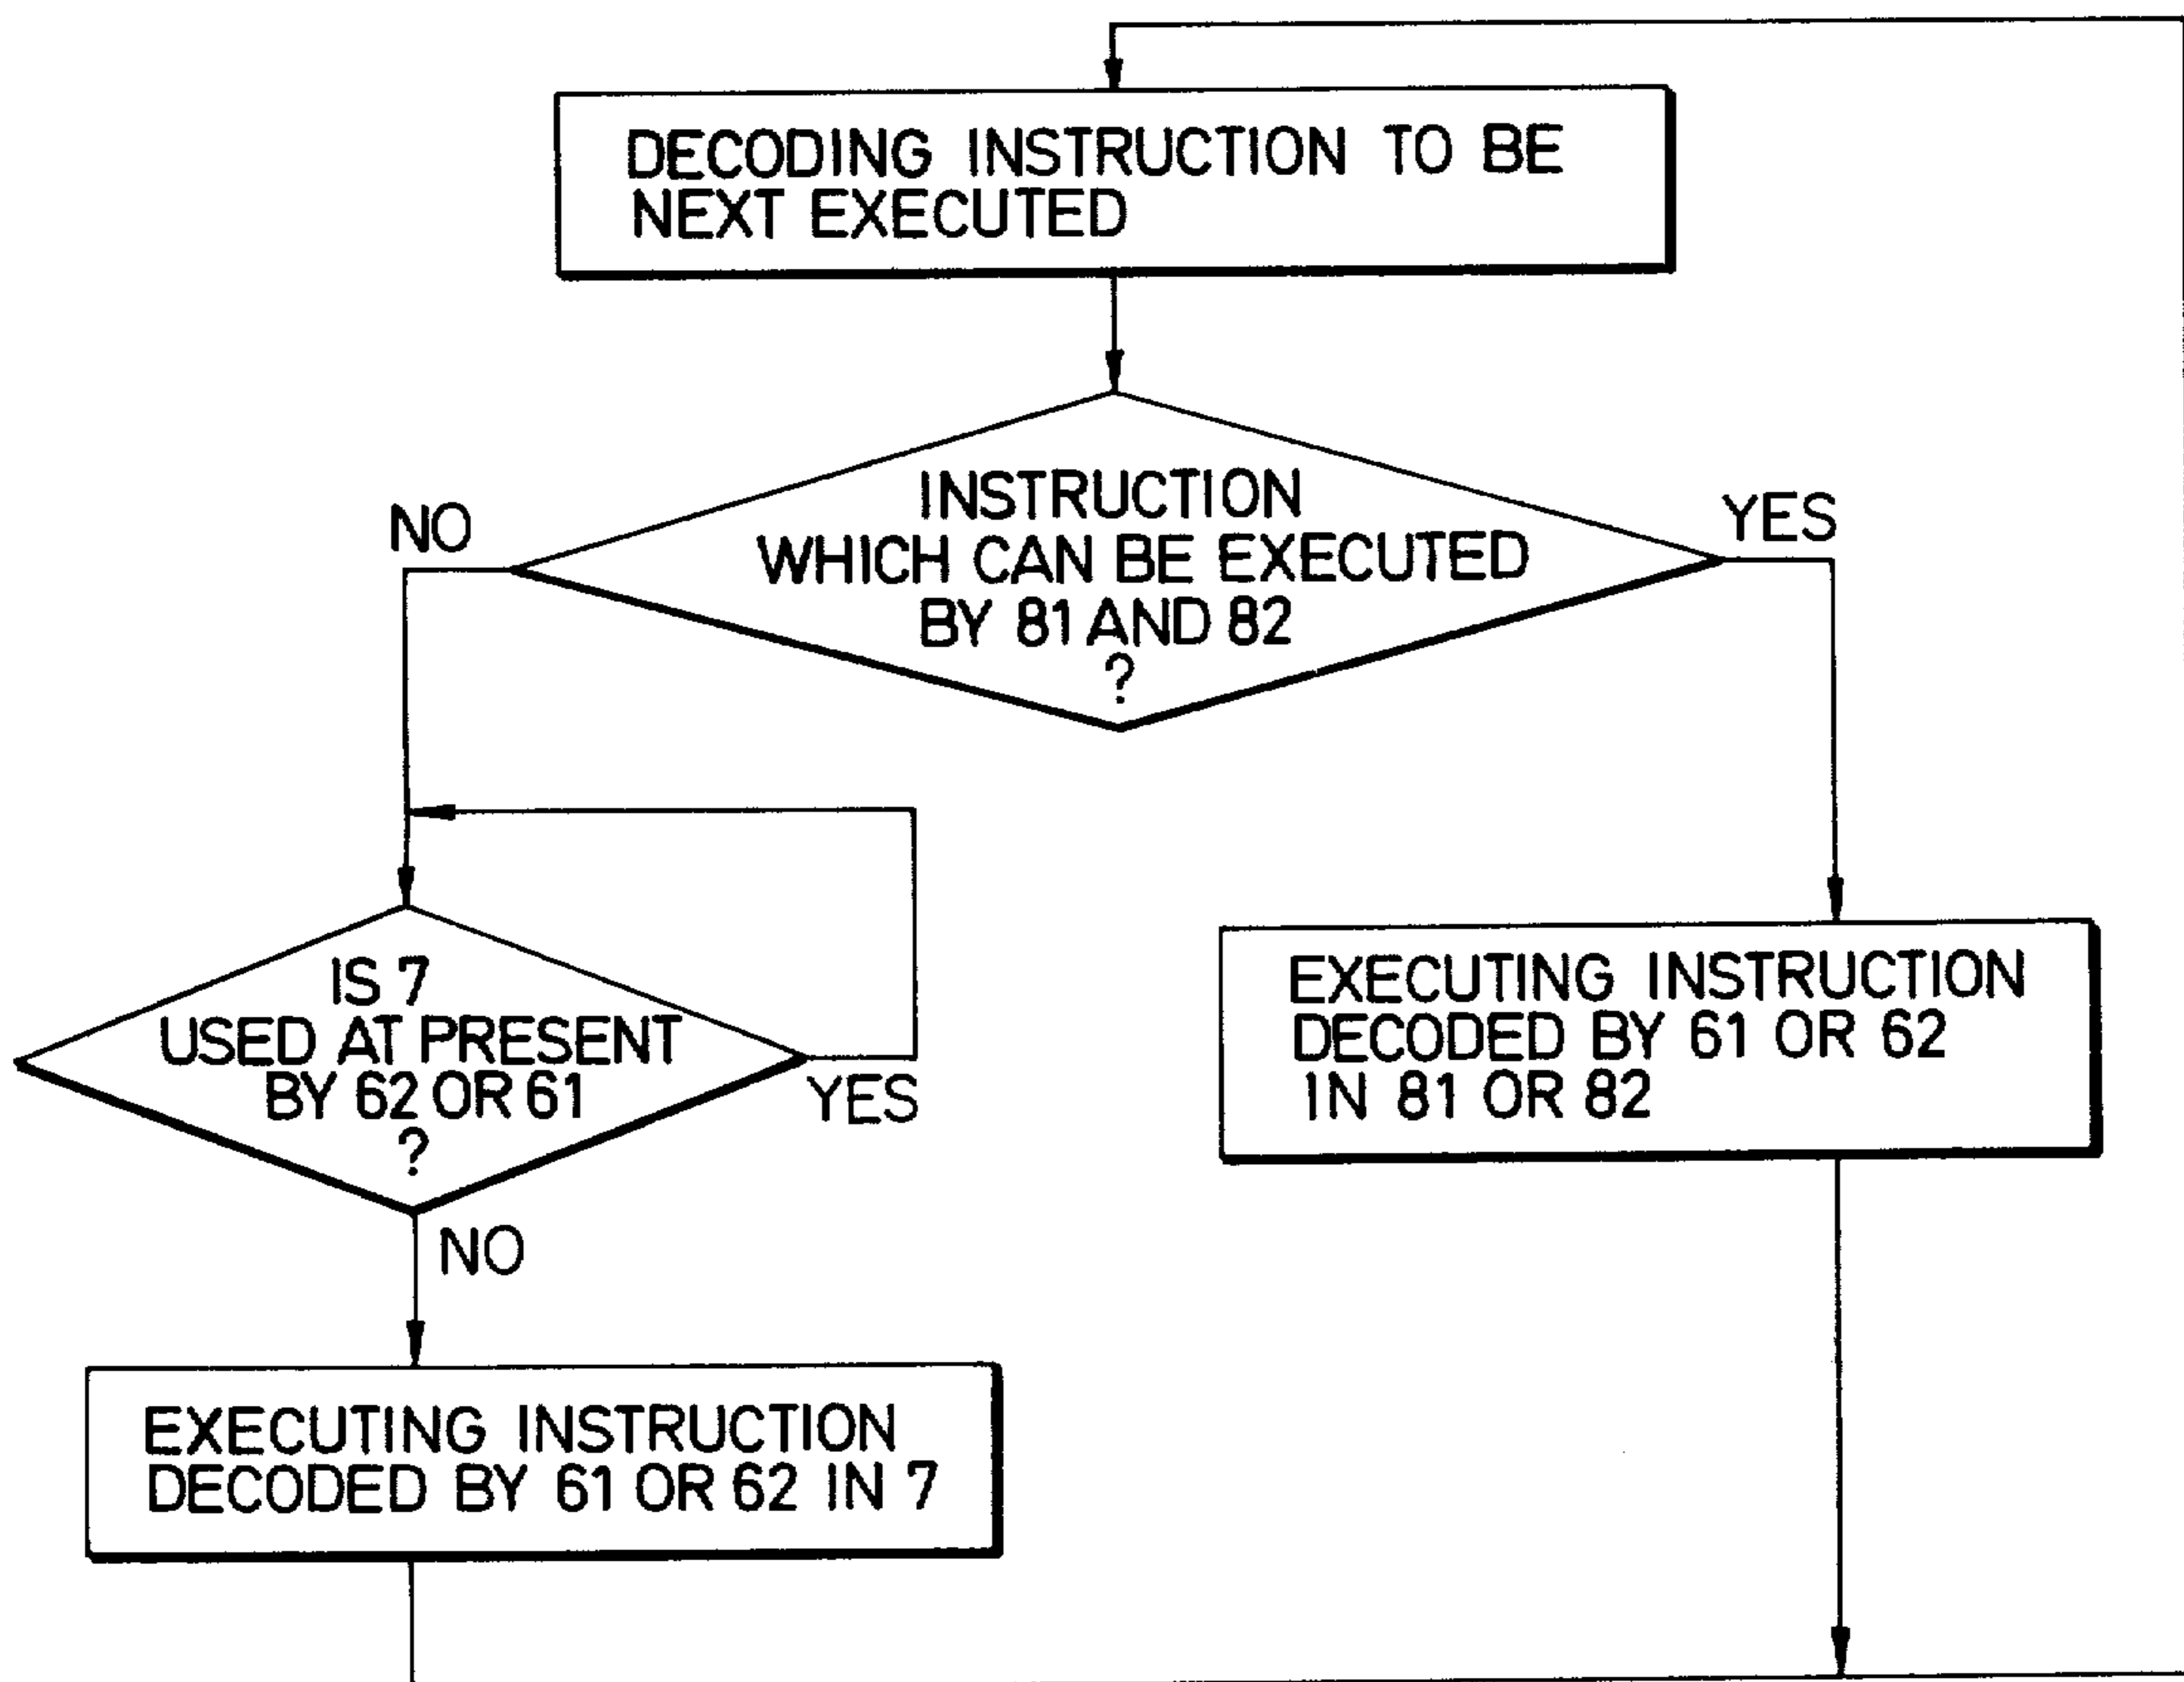 DECODING INSTRUCTION TO BE
NEXT EXECUTED
INSTRUCTION
WHICH CAN BE EXECUTED
BY 81 AND 82
?
NO
YES
IS 7
USED AT PRESENT
BY 62 OR 61
?
YES
NO
EXECUTING INSTRUCTION
DECODED BY 61 OR 62
IN 81 OR 82
EXECUTING INSTRUCTION
DECODED BY 61 OR 62 IN 7